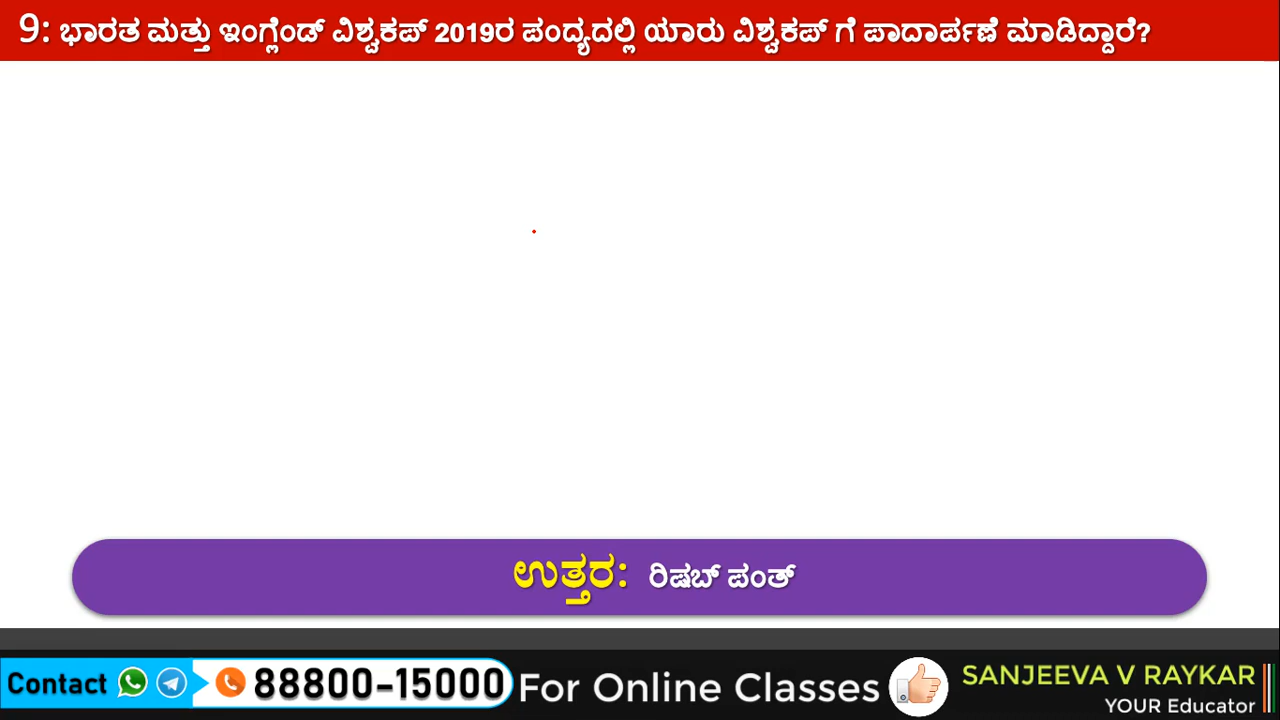 9: ಭಾರತ ಮತ್ತು ಇಂಗ್ಲೆಂಡ್ ವಿಶ್ವಕಪ್ 2019ರ ಪಂದ್ಯದಲ್ಲಿ ಯಾರು ವಿಶ್ವಕಪ್ ಗೆ ಪಾದಾರ್ಪಣೆ ಮಾಡಿದ್ದಾರೆ?
ಉತ್ತರ: ರಿಷಬ್ ಪಂತ್
Contact 88800-15000 For Online Classes SANJEEVA V RAYKAR
YOUR Educator